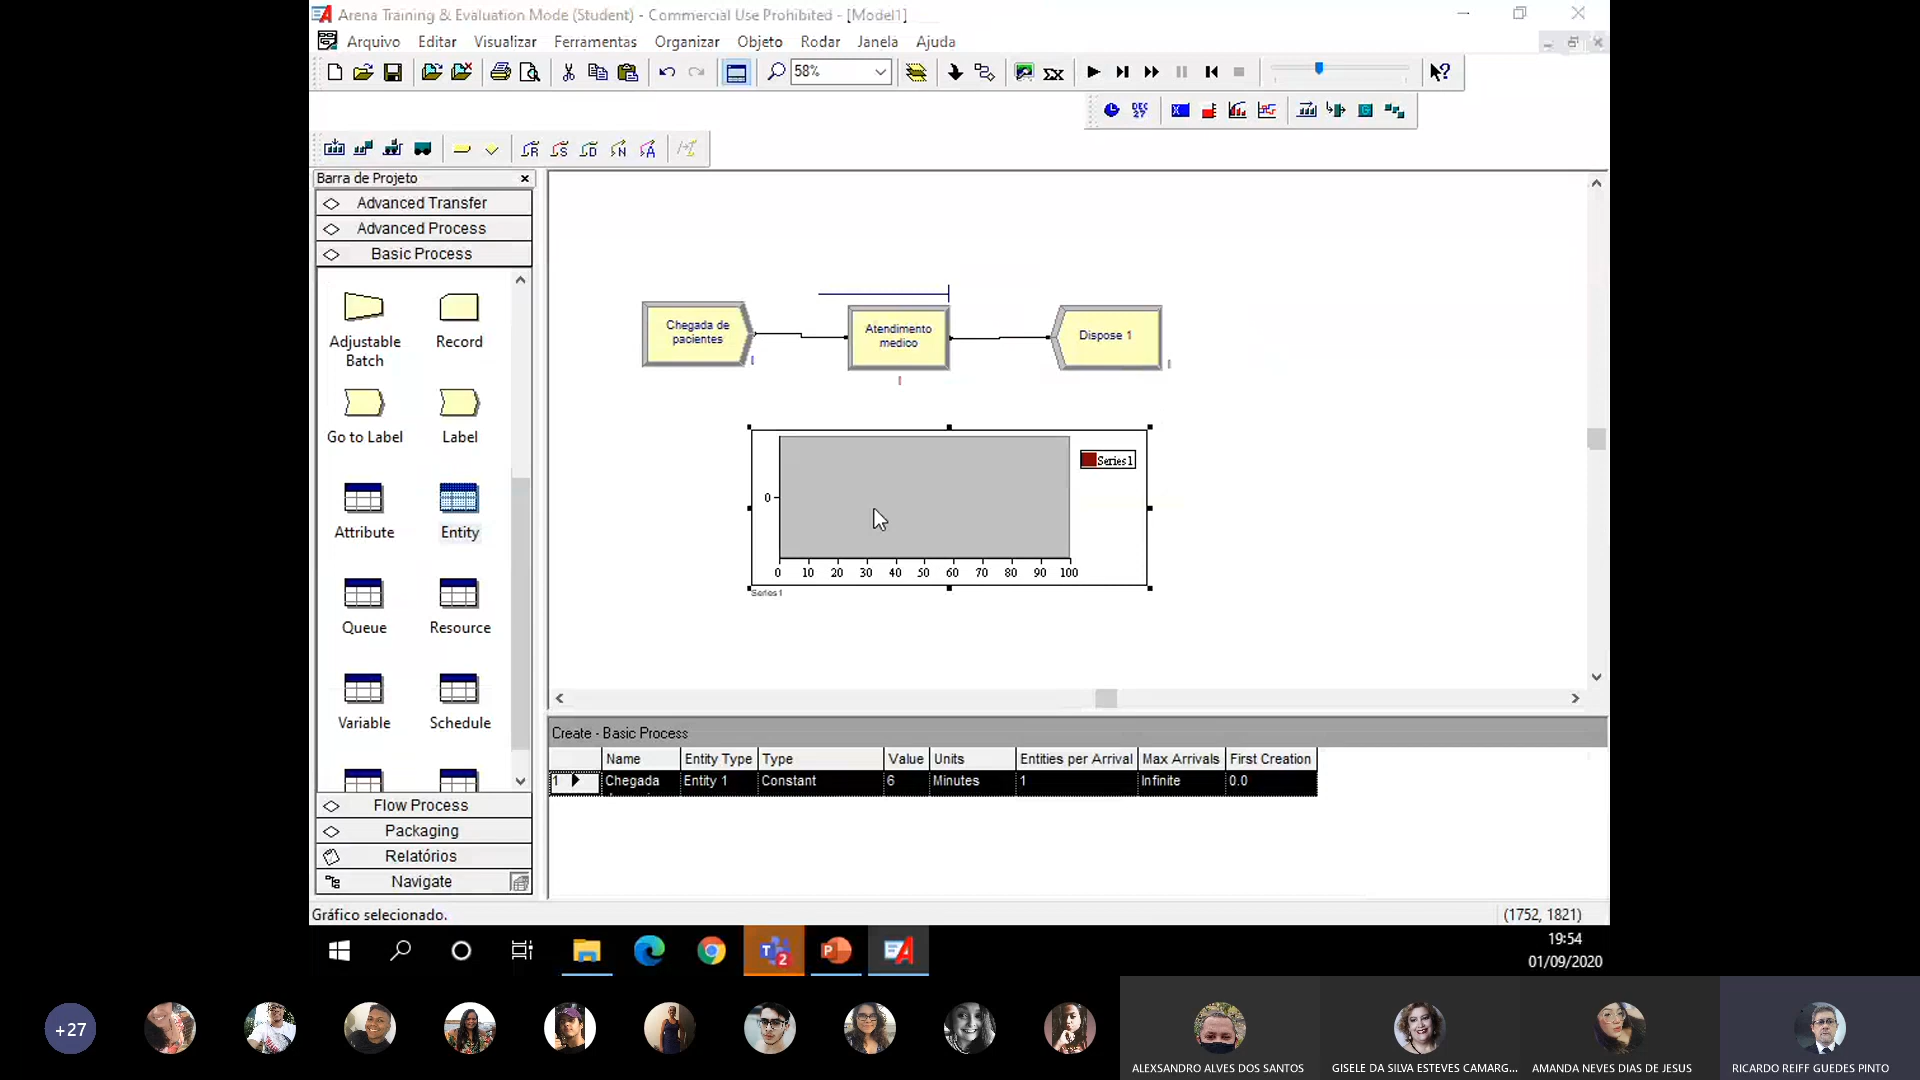 Arena Training & Evaluation Mode (Student) - Commercial Use Prohibited - [Model1]
Arquivo Editar Visualizar Ferramentas Organizar Objeto Rodar Janela Ajuda
58%
DEC 27
Barra de Projeto
Advanced Transfer
Advanced Process
Basic Process
Adjustable Batch
Record
Go to Label
Label
Attribute
Entity
Queue
Resource
Variable
Schedule
Flow Process
Packaging
Relatórios
Navigate
Chegada de
pacientes
Atendimento
medico
Dispose 1
Series1
0
0 10 20 30 40 50 60 70 80 90 100
Series1
Create - Basic Process
Name Entity Type Type Value Units Entities per Arrival Max Arrivals First Creation
1 Chegada Entity 1 Constant 6 Minutes 1 Infinite 0.0
Gráfico selecionado.
(1752, 1821)
19:54
01/09/2020
+27
ALEXSANDRO ALVES DOS SANTOS
GISELE DA SILVA ESTEVES CAMARG...
AMANDA NEVES DIAS DE JESUS
RICARDO REIFF GUEDES PINTO